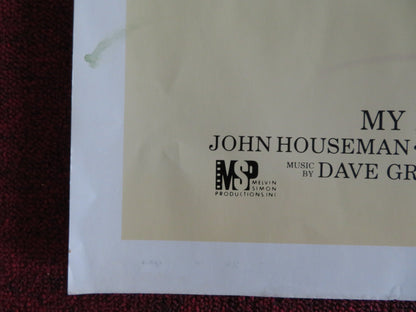 MY
JOHN HOUSEMAN
MUSIC BY DAVE GR
MSP MELVIN SIMON PRODUCTIONS, INC